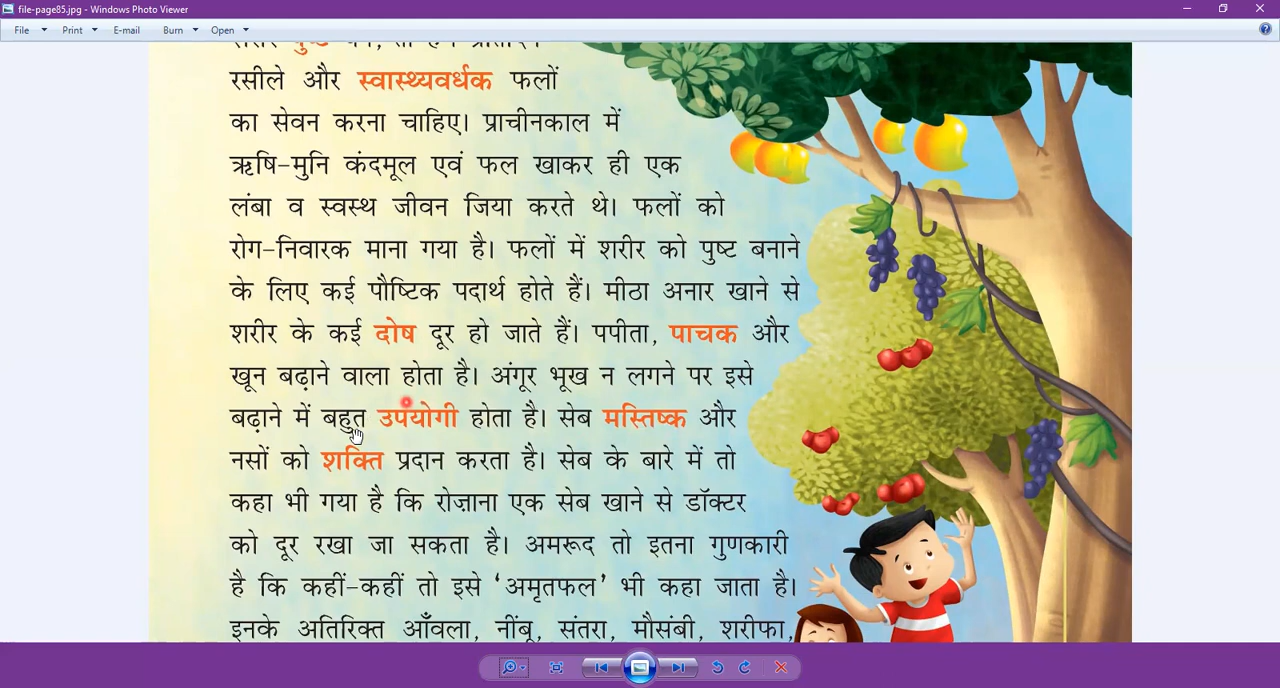 file-page85.jpg - Windows Photo Viewer
File Print E-mail Burn Open
रसीले और स्वास्थ्यवर्धक फलों
का सेवन करना चाहिए। प्राचीनकाल में
ऋषि-मुनि कंदमूल एवं फल खाकर ही एक
लंबा व स्वस्थ जीवन जिया करते थे। फलों को
रोग-निवारक माना गया है। फलों में शरीर को पुष्ट बनाने
के लिए कई पौष्टिक पदार्थ होते हैं। मीठा अनार खाने से
शरीर के कई दोष दूर हो जाते हैं। पपीता, पाचक और
खून बढ़ाने वाला होता है। अंगूर भूख न लगने पर इसे
बढ़ाने में बहुत उपयोगी होता है। सेब मस्तिष्क और
नसों को शक्ति प्रदान करता है। सेब के बारे में तो
कहा भी गया है कि रोज़ाना एक सेब खाने से डॉक्टर
को दूर रखा जा सकता है। अमरूद तो इतना गुणकारी
है कि कहीं-कहीं तो इसे ‘अमृतफल’ भी कहा जाता है।
इनके अतिरिक्त आँवला, नींबू, संतरा, मौसंबी, शरीफा,